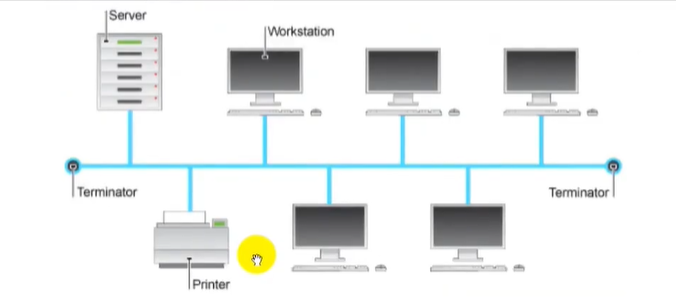 Server
Workstation
Terminator
Terminator
Printer